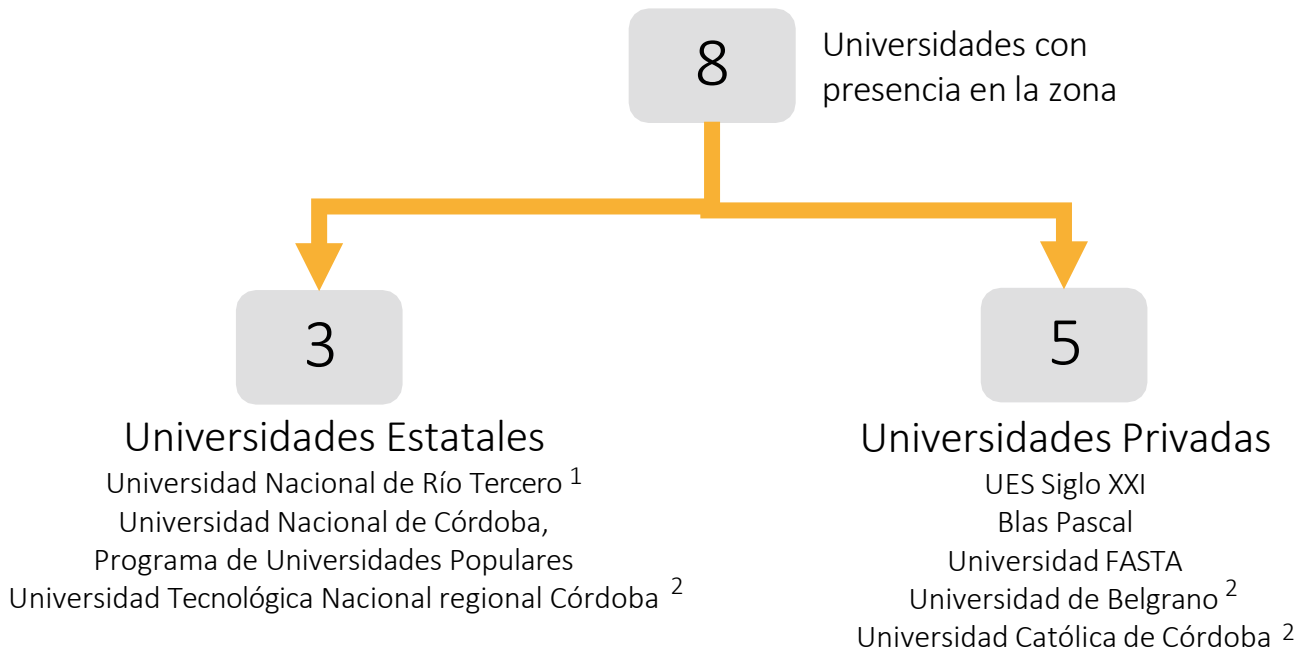 8
Universidades con
presencia en la zona
3
Universidades Estatales
Universidad Nacional de Río Tercero 1
Universidad Nacional de Córdoba,
Programa de Universidades Populares
Universidad Tecnológica Nacional regional Córdoba 2
5
Universidades Privadas
UES Siglo XXI
Blas Pascal
Universidad FASTA
Universidad de Belgrano 2
Universidad Católica de Córdoba 2